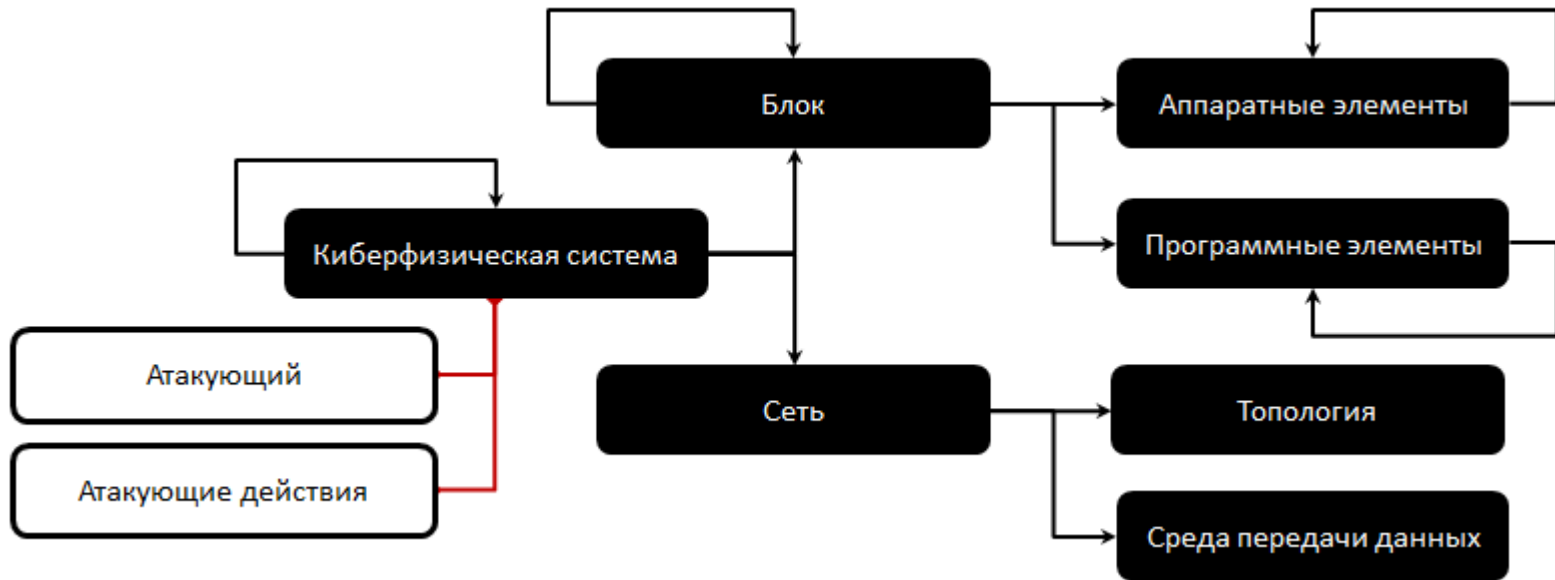 Блок
Аппаратные элементы
Киберфизическая система
Программные элементы
Атакующий
Сеть
Топология
Атакующие действия
Среда передачи данных